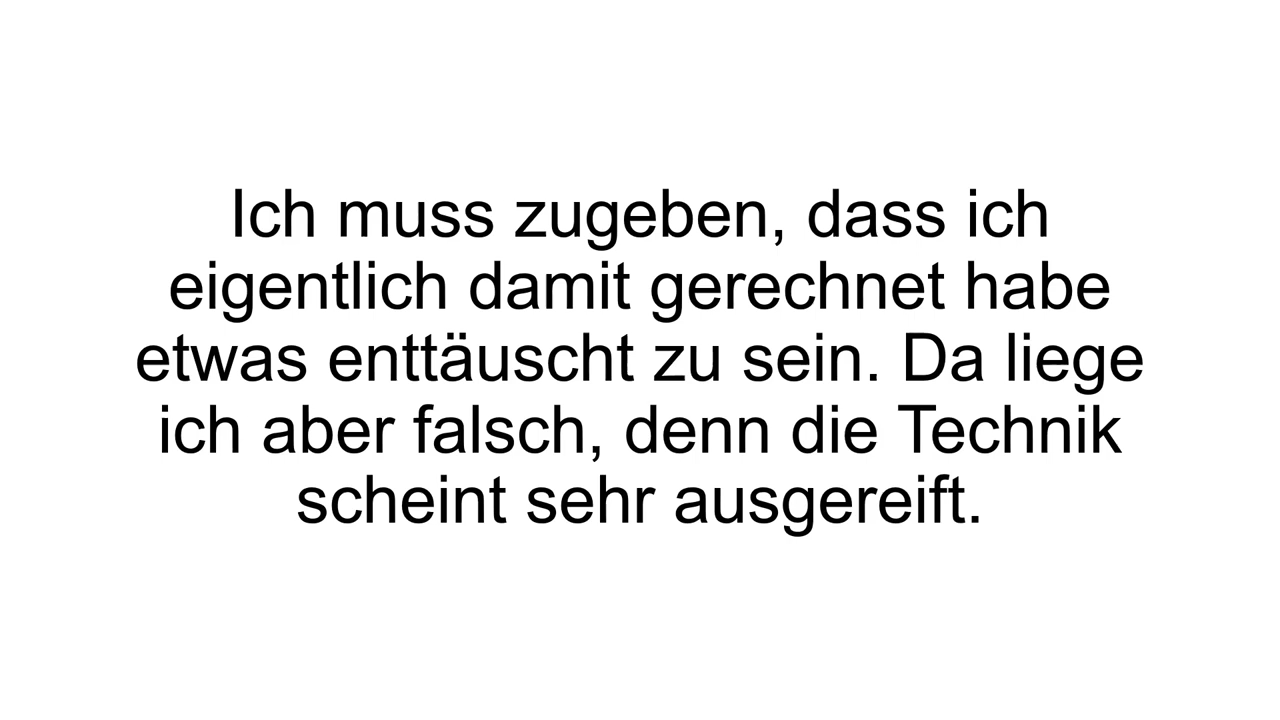 Ich muss zugeben, dass ich
eigentlich damit gerechnet habe
etwas enttäuscht zu sein. Da liege
ich aber falsch, denn die Technik
scheint sehr ausgereift.